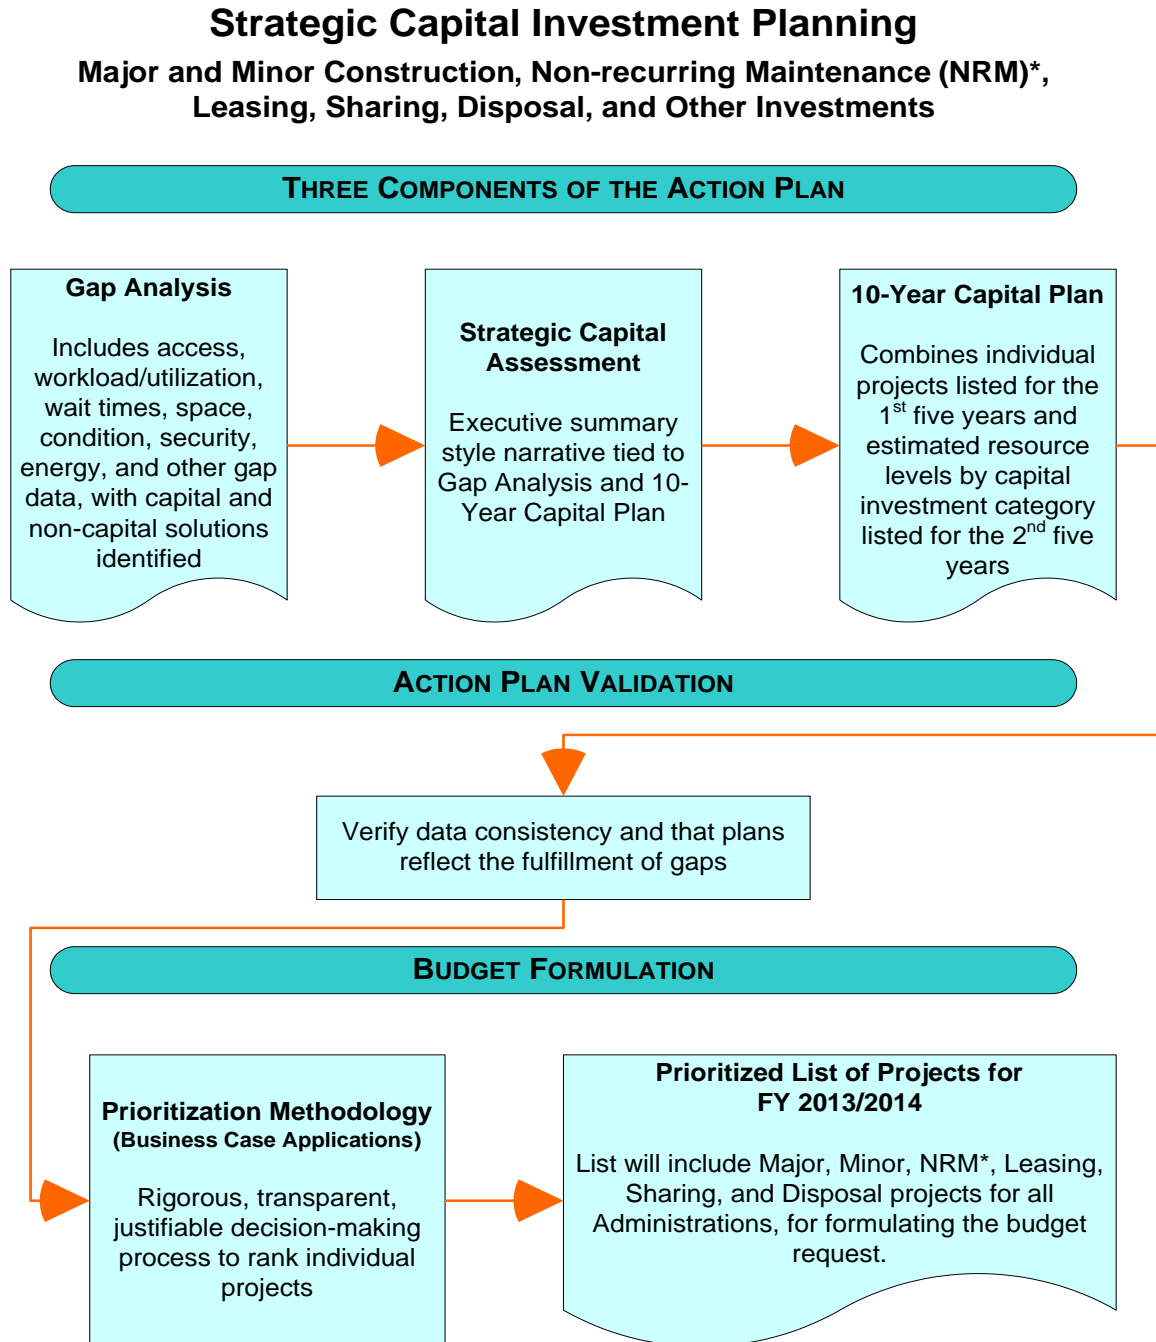 Strategic Capital Investment Planning
Major and Minor Construction, Non-recurring Maintenance (NRM)*,
Leasing, Sharing, Disposal, and Other Investments
THREE COMPONENTS OF THE ACTION PLAN
Gap Analysis
Includes access,
workload/utilization,
wait times, space,
condition, security,
energy, and other gap
data, with capital and
non-capital solutions
identified
Strategic Capital
Assessment
Executive summary
style narrative tied to
Gap Analysis and 10-
Year Capital Plan
10-Year Capital Plan
Combines individual
projects listed for the
1st five years and
estimated resource
levels by capital
investment category
listed for the 2nd five
years
ACTION PLAN VALIDATION
Verify data consistency and that plans
reflect the fulfillment of gaps
BUDGET FORMULATION
Prioritization Methodology
(Business Case Applications)
Rigorous, transparent,
justifiable decision-making
process to rank individual
projects
Prioritized List of Projects for
FY 2013/2014
List will include Major, Minor, NRM*, Leasing,
Sharing, and Disposal projects for all
Administrations, for formulating the budget
request.